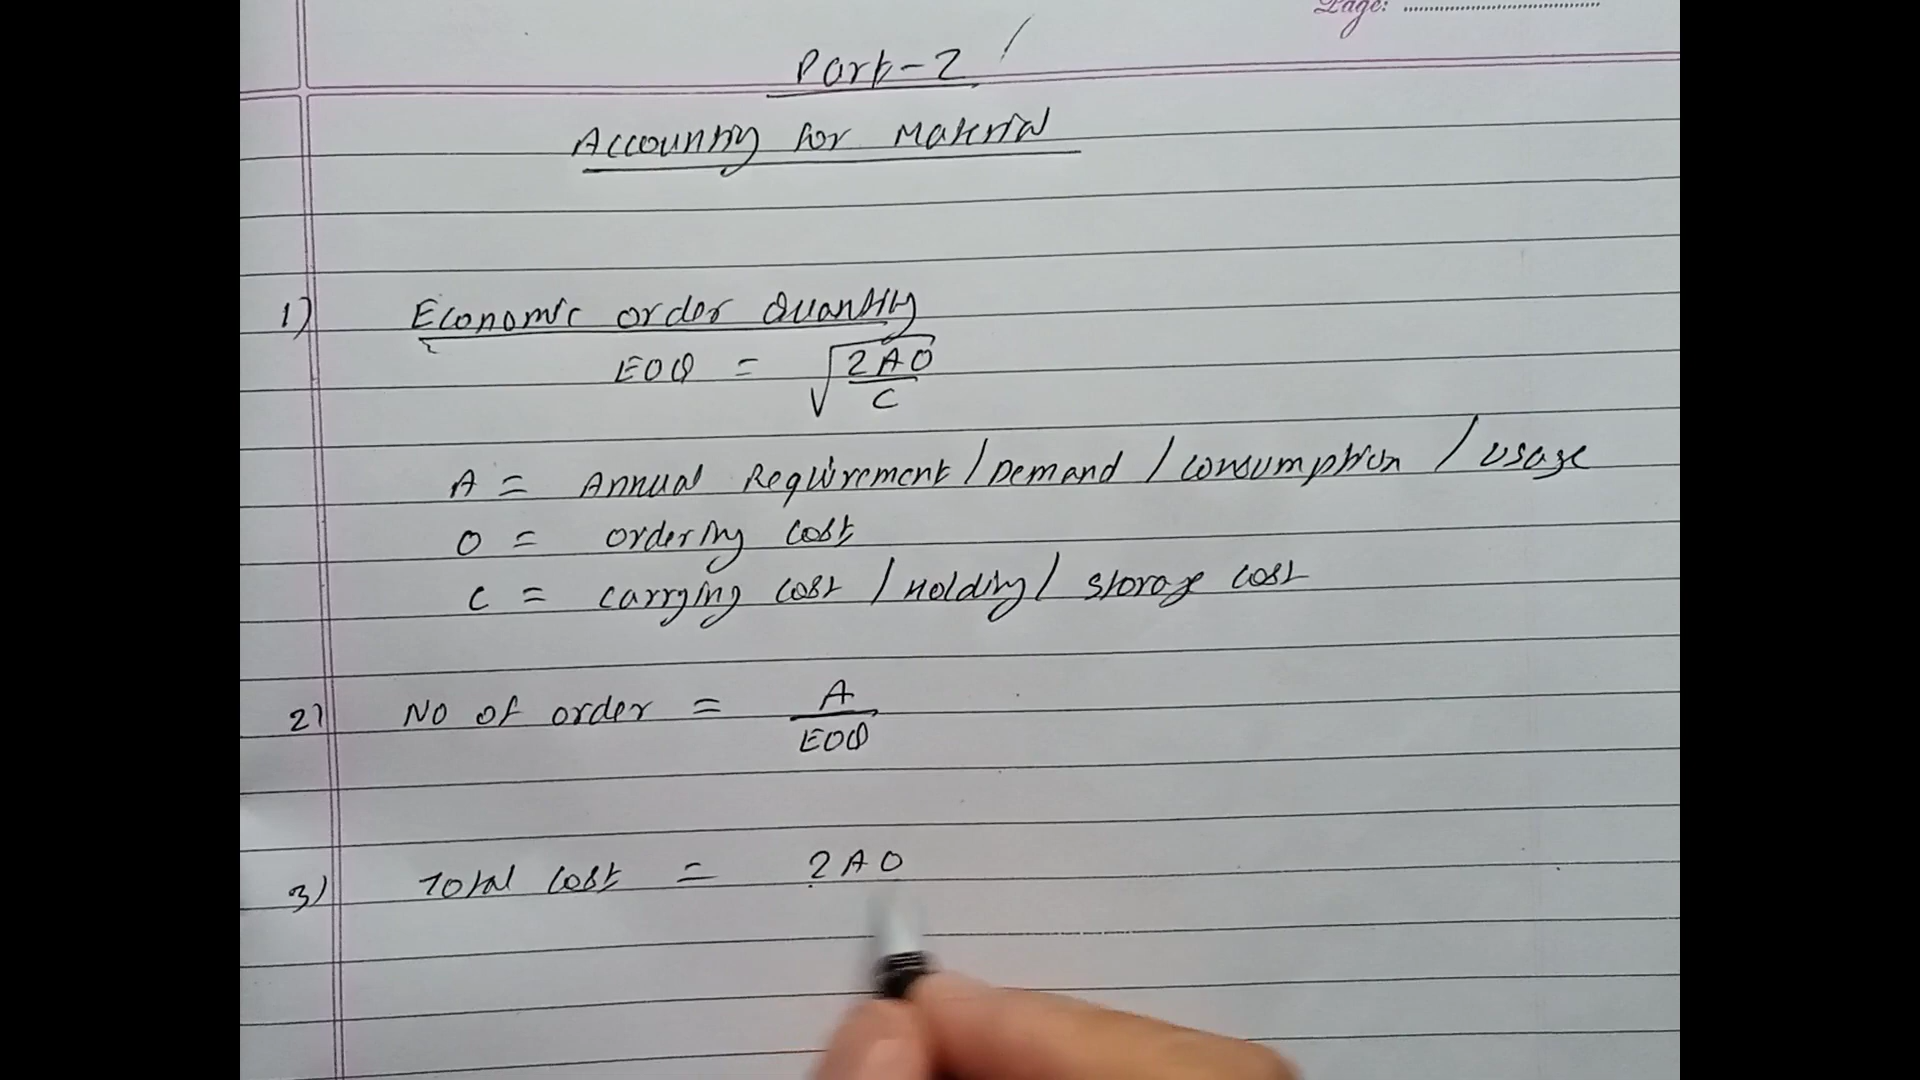 Page:
Part-2
Accounting for Material
1) Economic order Quantity
EOQ = √2AO/C
A = Annual Requirement / Demand / consumption / usage
O = ordering cost
C = carrying cost / Holding / storage cost
2) No of order = A/EOQ
3) Total cost = 2AO